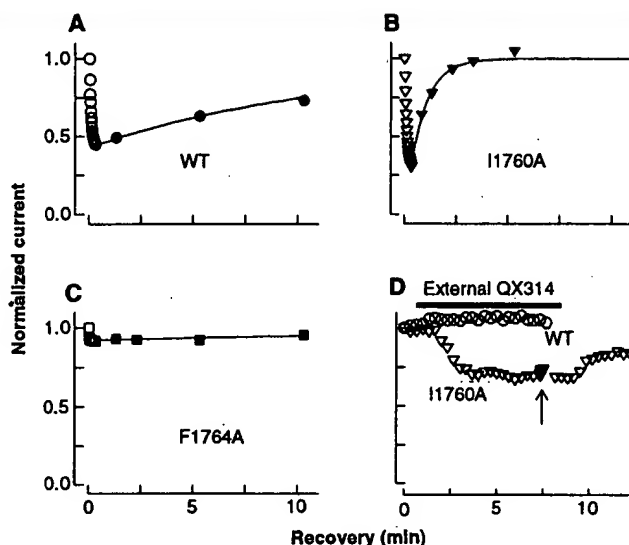 A
B
1.0
0.5
0.0
WT
I1760A
Normalized current
C
D
External QX314
1.0
0.5
0.0
WT
I1760A
F1764A
0 5 10
0 5 10
Recovery (min)